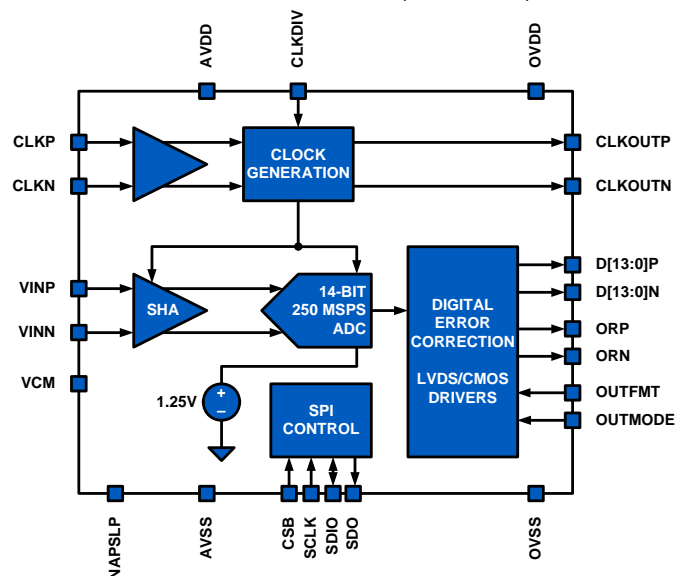 AVDD
CLKDIV
OVDD
CLKP
CLKN
CLOCK
GENERATION
CLKOUTP
CLKOUTN
VINP
VINN
VCM
SHA
14-BIT
250 MSPS
ADC
1.25V
+
−
DIGITAL
ERROR
CORRECTION
LVDS/CMOS
DRIVERS
D[13:0]P
D[13:0]N
ORP
ORN
OUTFMT
OUTMODE
SPI
CONTROL
NAPSLP
AVSS
CSB
SCLK
SDIO
SDO
OVSS